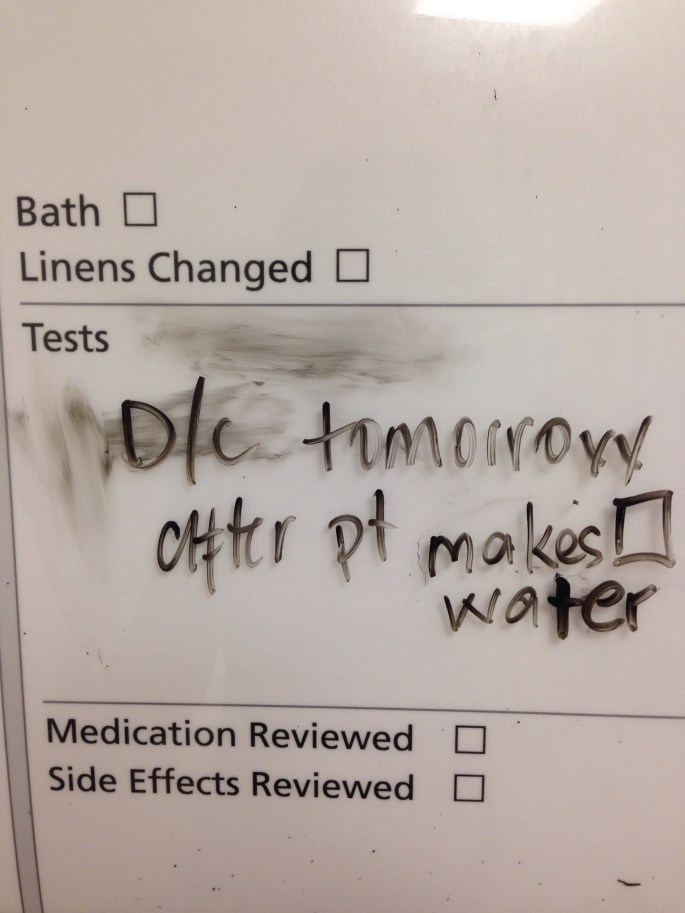 Bath ☐
Linens Changed ☐
Tests
D/C tomorrow
after pt makes ☐
water
Medication Reviewed ☐
Side Effects Reviewed ☐